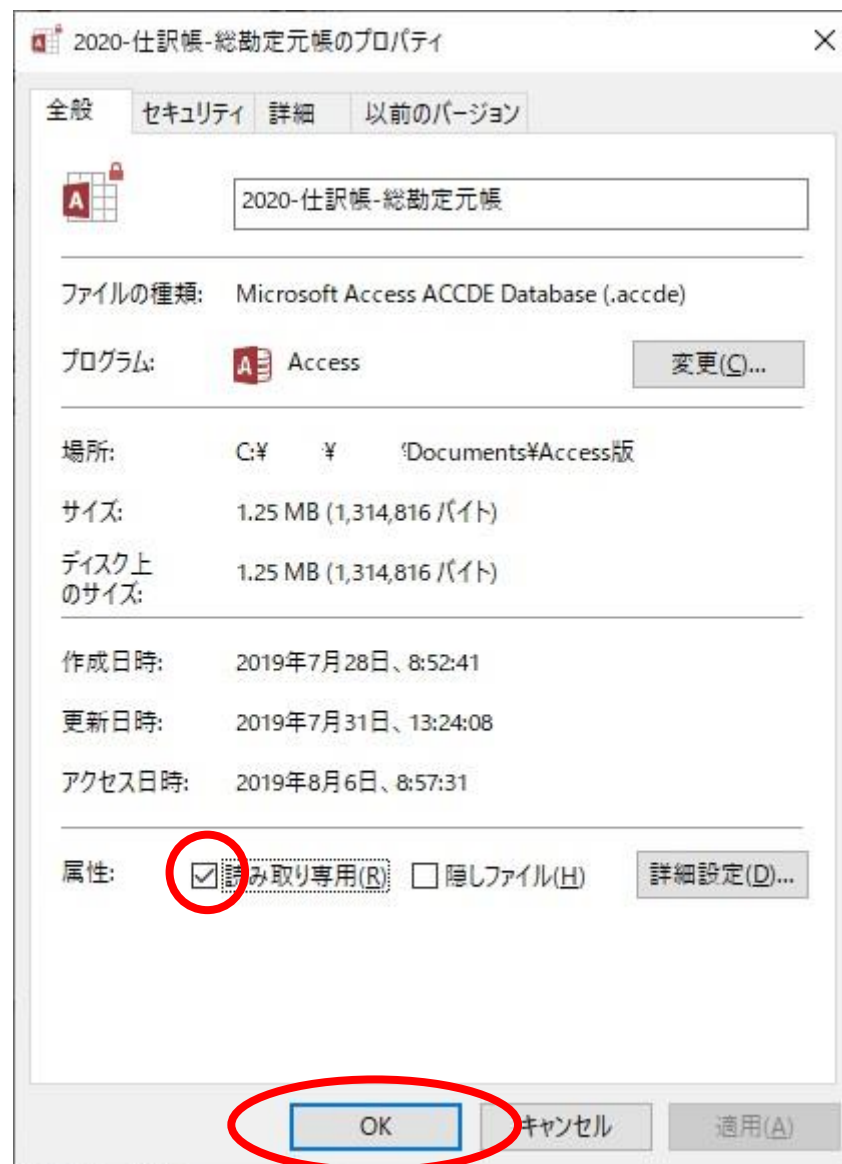 2020-仕訳帳-総勘定元帳のプロパティ
全般 セキュリティ 詳細 以前のバージョン
2020-仕訳帳-総勘定元帳
ファイルの種類: Microsoft Access ACCDE Database (.accde)
プログラム: Access 変更(C)...
場所: C:¥ ¥ Documents¥Access版
サイズ: 1.25 MB (1,314,816 バイト)
ディスク上
のサイズ: 1.25 MB (1,314,816 バイト)
作成日時: 2019年7月28日、8:52:41
更新日時: 2019年7月31日、13:24:08
アクセス日時: 2019年8月6日、8:57:31
属性: 読み取り専用(R) 隠しファイル(H) 詳細設定(D)...
OK キャンセル 適用(A)